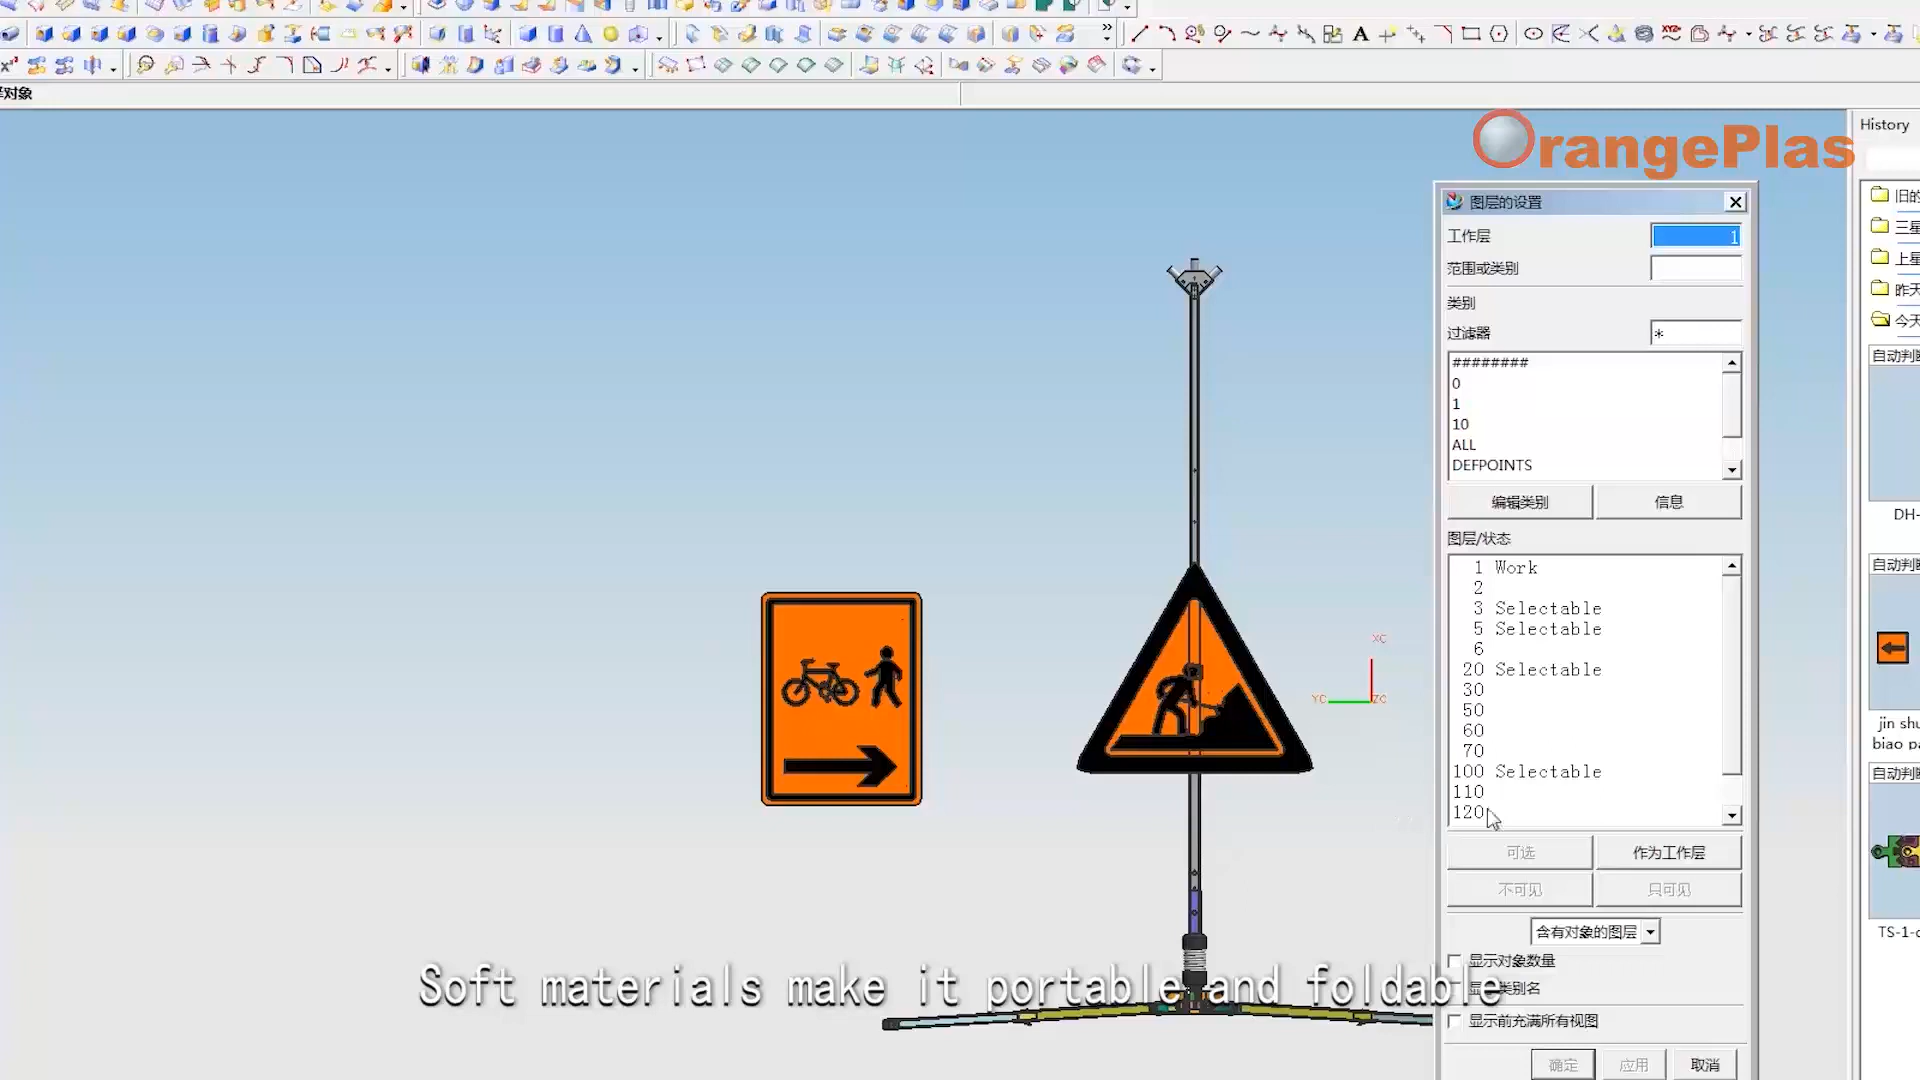 对象
OrangePlas
History
图层的设置
工作层 1
范围或类别
类别
过滤器 *
########
0
1
10
ALL
DEFPOINTS
编辑类别 信息
图层/状态
1 Work
2
3 Selectable
5 Selectable
6
20 Selectable
30
50
60
70
100 Selectable
110
120
可选 作为工作层
不可见 只可见
含有对象的图层
显示对象数量
显 类别名
显示前充满所有视图
确定 应用 取消
旧的
三星
上星
昨天
今天
自动判断
DH-
自动判断
jin shu
biao pa
自动判断
TS-1-c
XC
YC
ZC
Soft materials make it portable and foldable